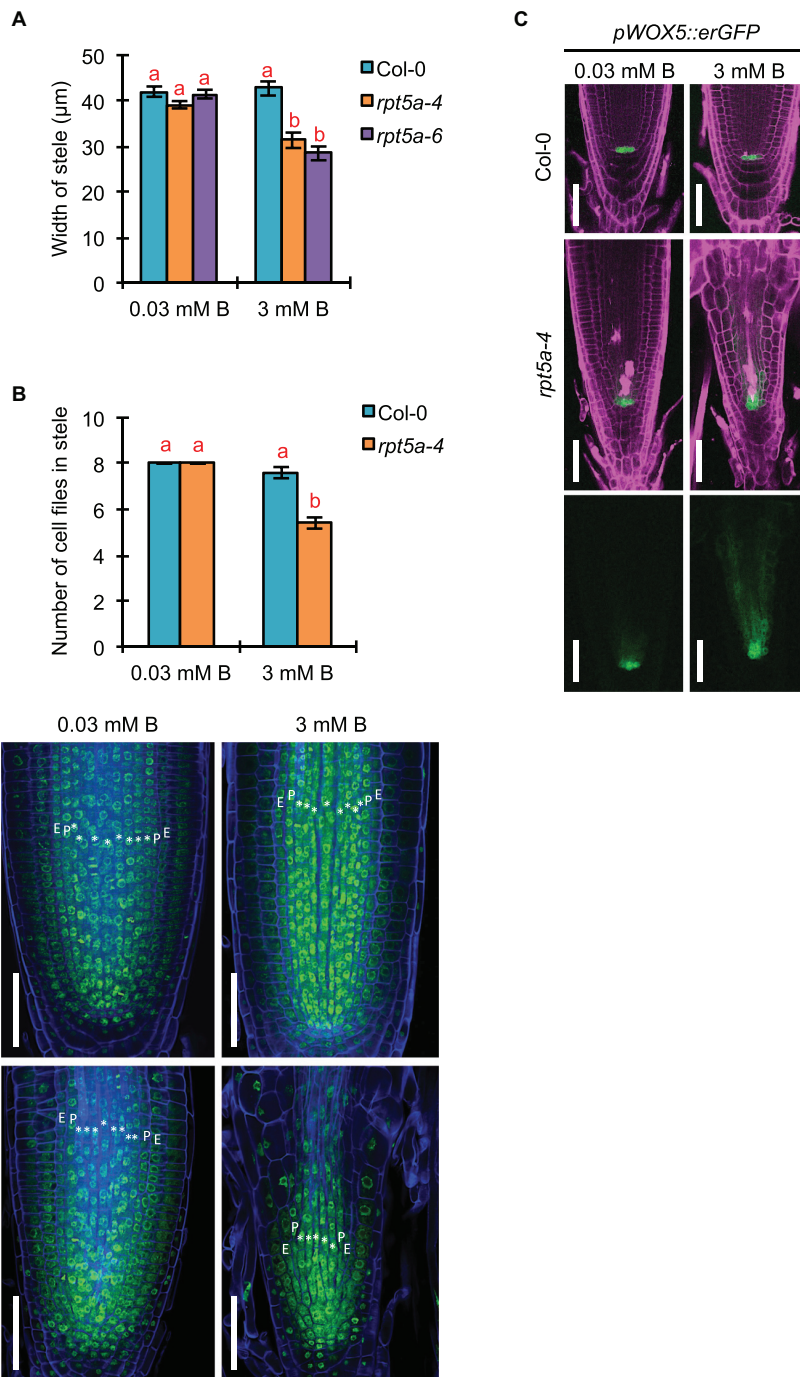 A
Width of stele (µm)
50
40
30
20
10
0
a a a
a b b
0.03 mM B 3 mM B
Col-0
rpt5a-4
rpt5a-6
B
Number of cell files in stele
10
8
6
4
2
0
a a
a b
0.03 mM B 3 mM B
Col-0
rpt5a-4
0.03 mM B 3 mM B
E P * * * * * * * * P E
E P * * * * * * * * P E
E P * * * * * * * * P E
E P * * * * * P E
C
pWOX5::erGFP
0.03 mM B 3 mM B
Col-0
rpt5a-4